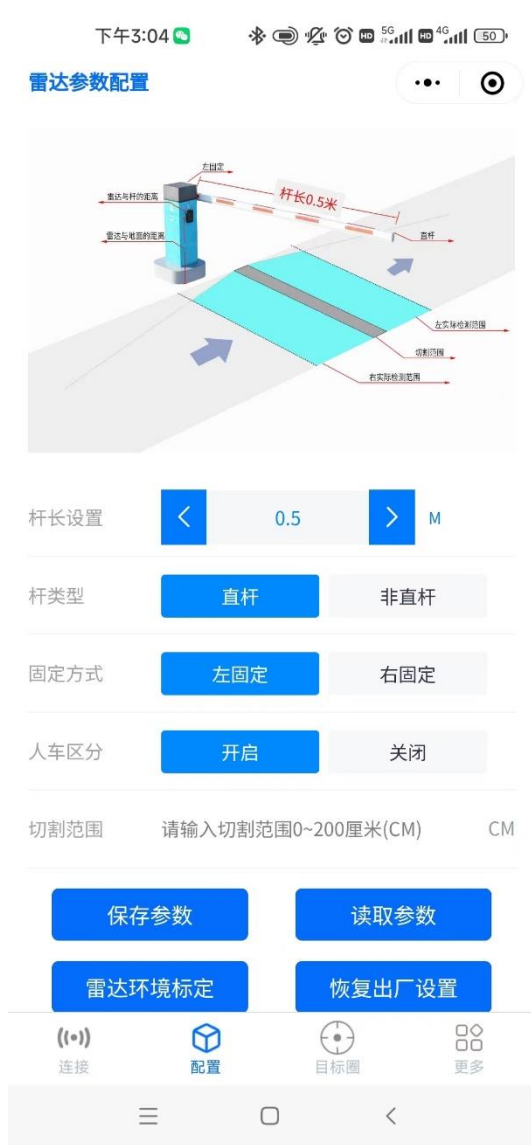 下午3:04 5G 4G 50
雷达参数配置
左固定
雷达与杆的距离
杆长0.5米
雷达与地面的距离
直杆
左实际检测范围
切割范围
右实际检测范围
杆长设置 0.5 M
杆类型 直杆 非直杆
固定方式 左固定 右固定
人车区分 开启 关闭
切割范围 请输入切割范围0~200厘米(CM) CM
保存参数 读取参数
雷达环境标定 恢复出厂设置
连接 配置 目标圈 更多